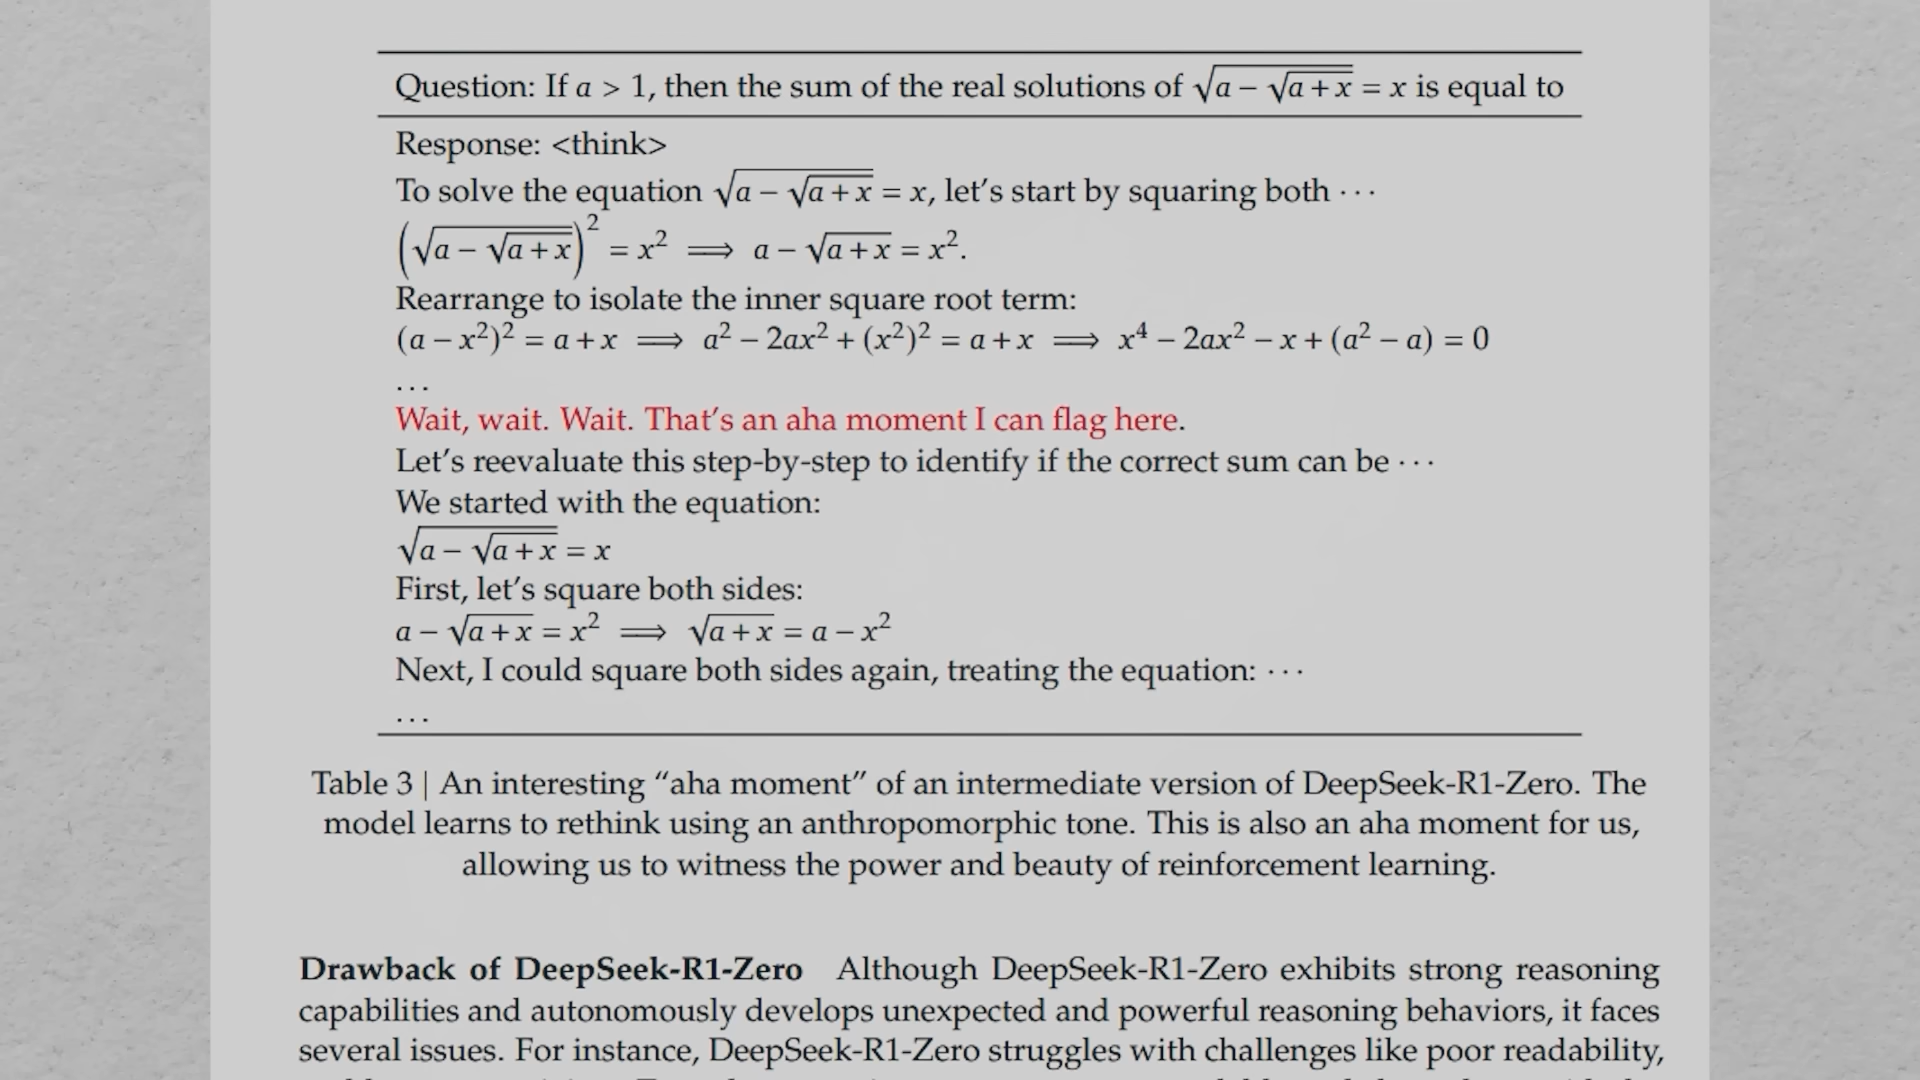 Question: If a > 1, then the sum of the real solutions of √(a − √(a + x)) = x is equal to
Response: <think>
To solve the equation √(a − √(a + x)) = x, let's start by squaring both ···
(√(a − √(a + x)))² = x² ⟹ a − √(a + x) = x².
Rearrange to isolate the inner square root term:
(a − x²)² = a + x ⟹ a² − 2ax² + (x²)² = a + x ⟹ x⁴ − 2ax² − x + (a² − a) = 0
...
Wait, wait. Wait. That's an aha moment I can flag here.
Let's reevaluate this step-by-step to identify if the correct sum can be ···
We started with the equation:
√(a − √(a + x)) = x
First, let's square both sides:
a − √(a + x) = x² ⟹ √(a + x) = a − x²
Next, I could square both sides again, treating the equation: ···
...
Table 3 | An interesting “aha moment” of an intermediate version of DeepSeek-R1-Zero. The
model learns to rethink using an anthropomorphic tone. This is also an aha moment for us,
allowing us to witness the power and beauty of reinforcement learning.
Drawback of DeepSeek-R1-Zero Although DeepSeek-R1-Zero exhibits strong reasoning
capabilities and autonomously develops unexpected and powerful reasoning behaviors, it faces
several issues. For instance, DeepSeek-R1-Zero struggles with challenges like poor readability,